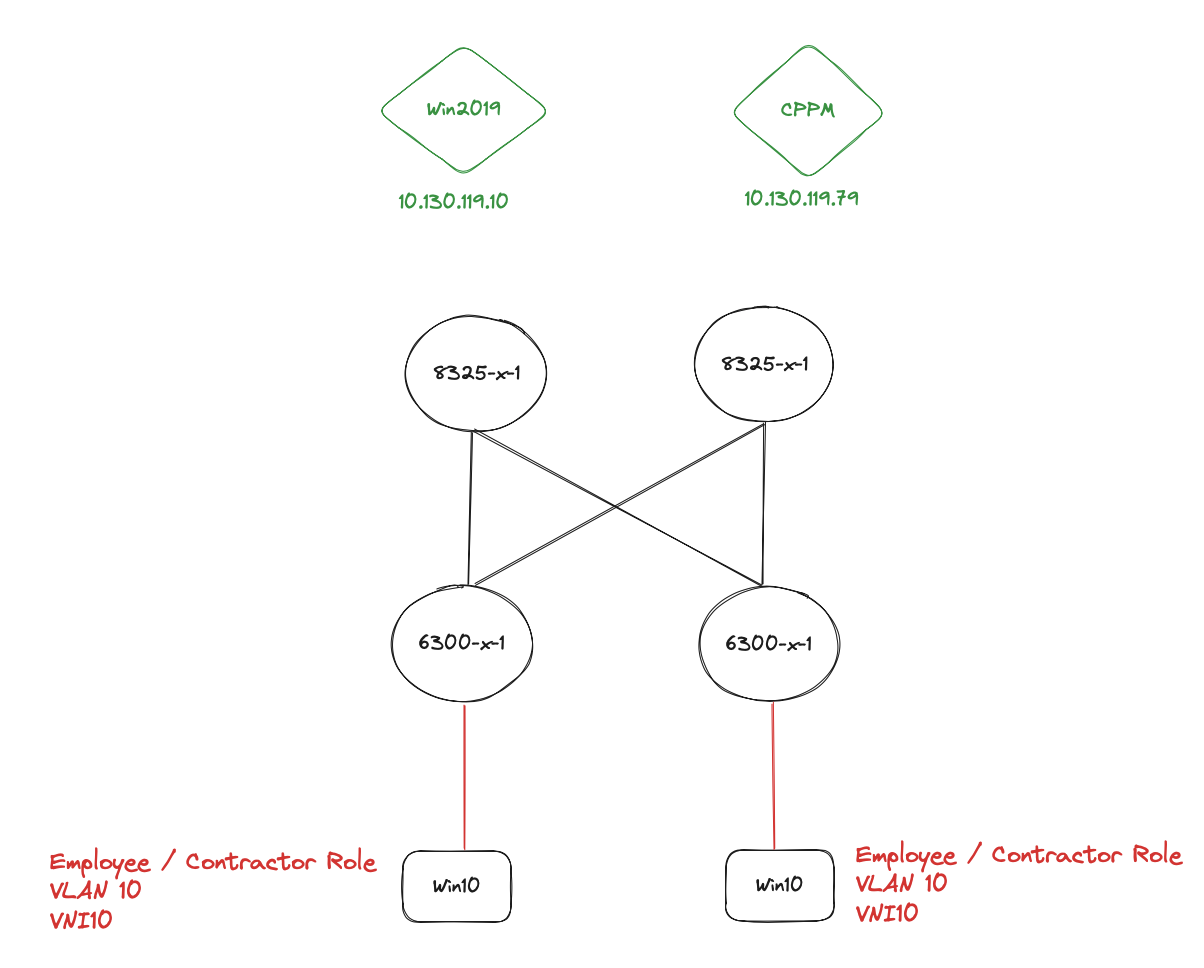 Win2019
CPPM
10.130.119.10
10.130.119.79
8325-x-1
8325-x-1
6300-x-1
6300-x-1
Employee / Contractor Role
VLAN 10
VNI10
Win10
Win10
Employee / Contractor Role
VLAN 10
VNI10